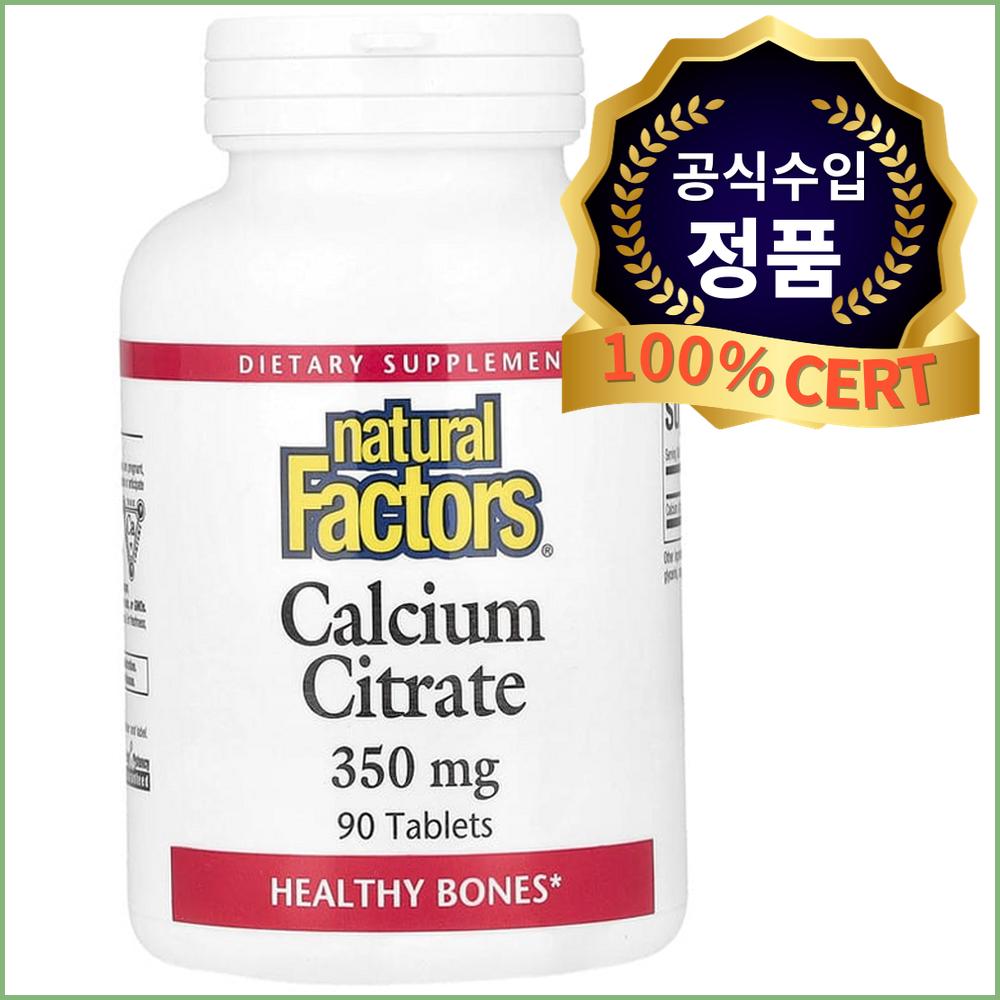 공식수입
정품
100% CERT
DIETARY SUPPLEMEN
natural
Factors®
Calcium
Citrate
350 mg
90 Tablets
HEALTHY BONES*